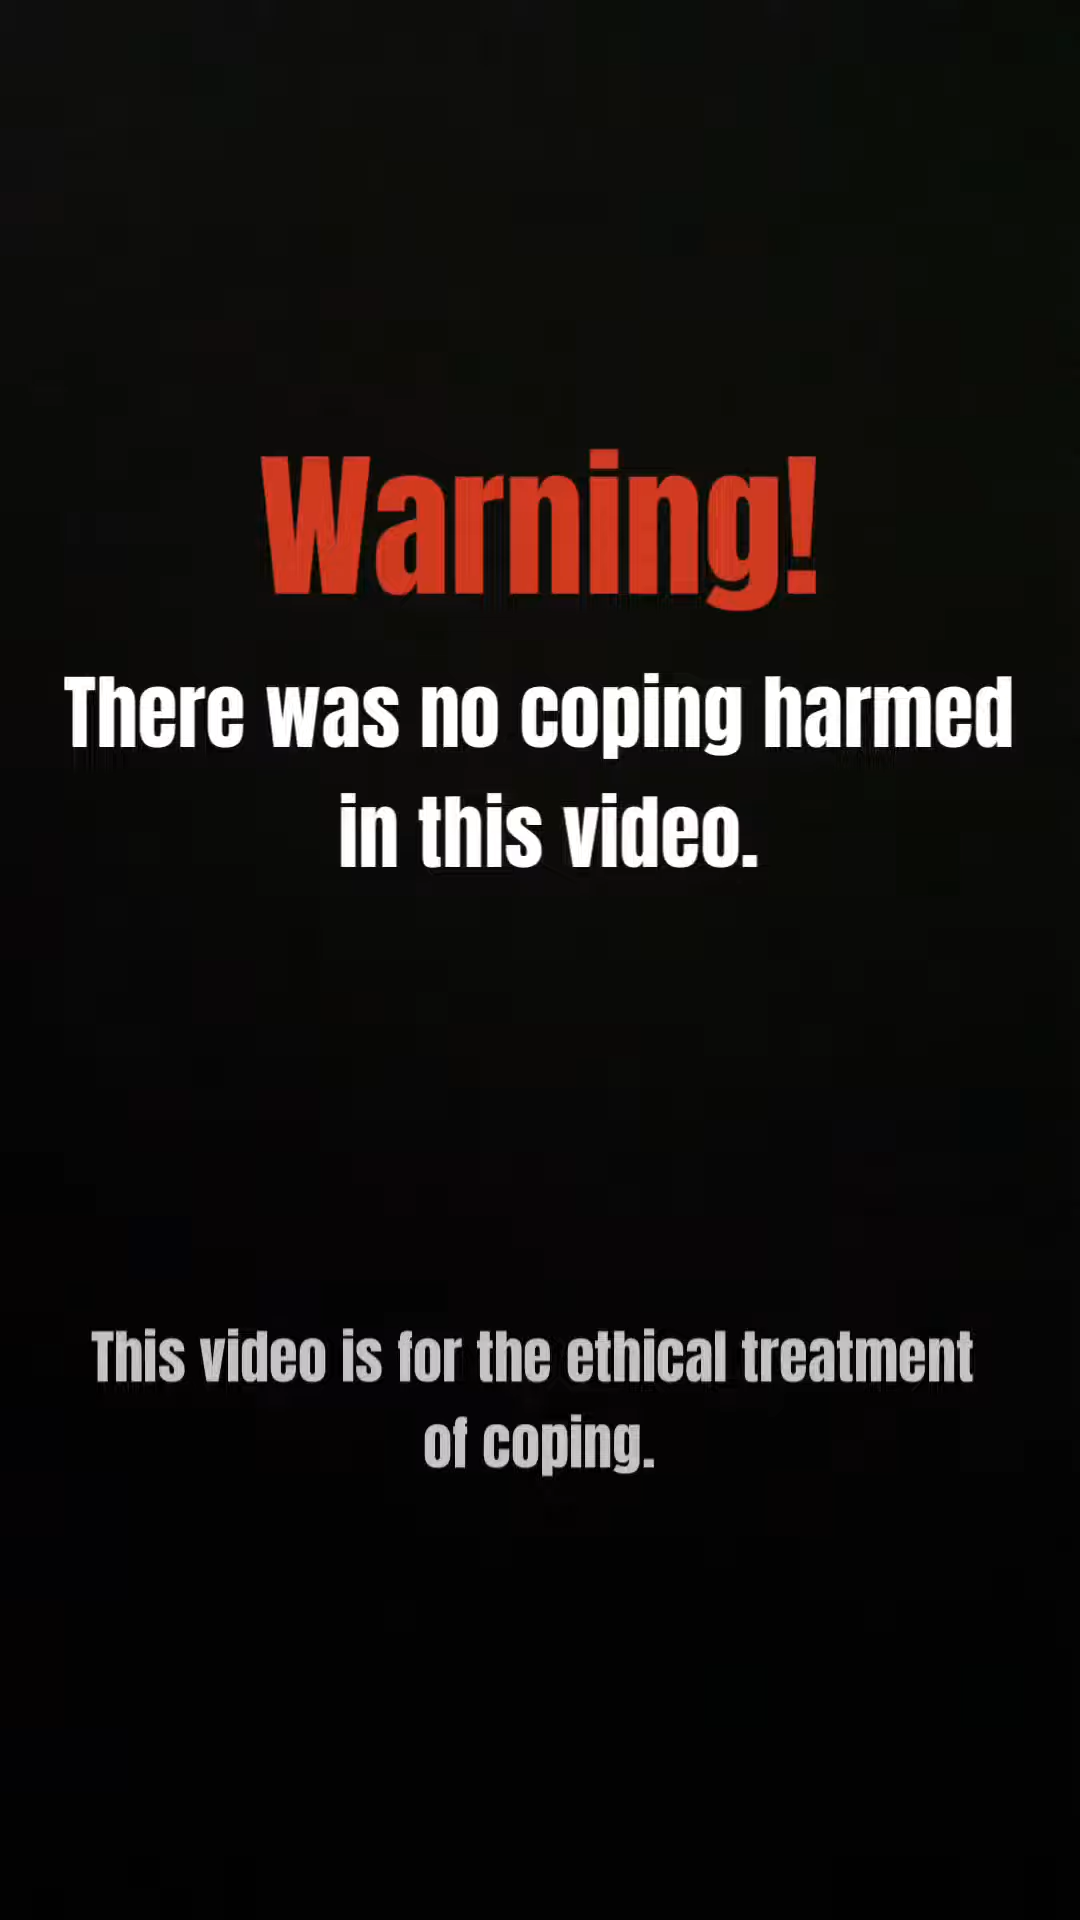 Warning!
There was no coping harmed
in this video.
This video is for the ethical treatment
of coping.